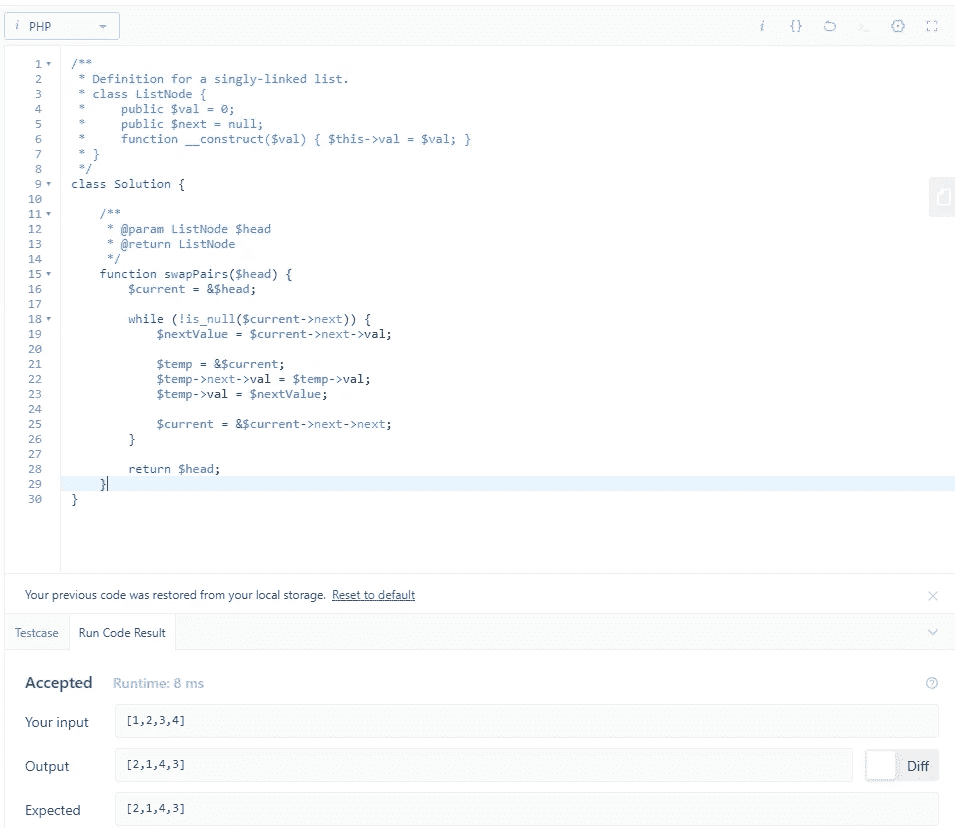 i PHP
i {}
1 /**
2  * Definition for a singly-linked list.
3  * class ListNode {
4  *     public $val = 0;
5  *     public $next = null;
6  *     function __construct($val) { $this->val = $val; }
7  * }
8  */
9 class Solution {
10
11     /**
12      * @param ListNode $head
13      * @return ListNode
14      */
15     function swapPairs($head) {
16         $current = &$head;
17
18         while (!is_null($current->next)) {
19             $nextValue = $current->next->val;
20
21             $temp = &$current;
22             $temp->next->val = $temp->val;
23             $temp->val = $nextValue;
24
25             $current = &$current->next->next;
26         }
27
28         return $head;
29     }
30 }
Your previous code was restored from your local storage. Reset to default
Testcase Run Code Result
Accepted Runtime: 8 ms
Your input [1,2,3,4]
Output [2,1,4,3] Diff
Expected [2,1,4,3]